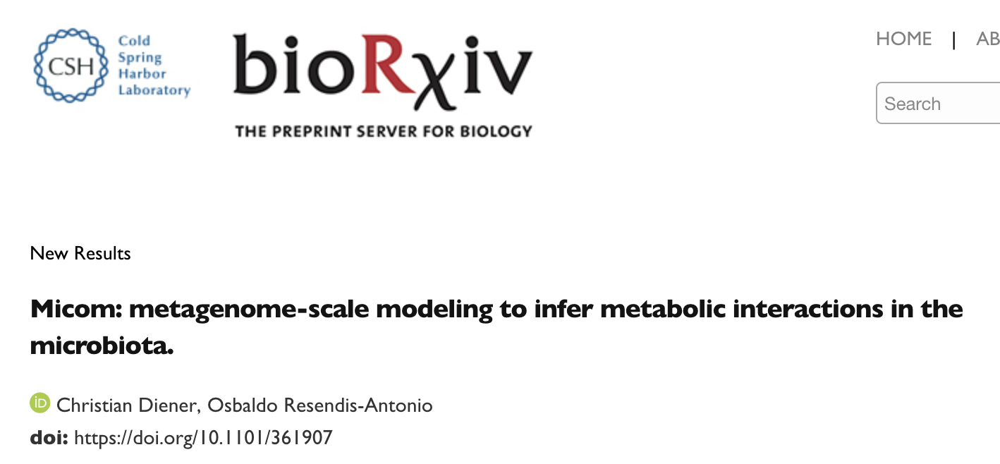 CSH
Cold
Spring
Harbor
Laboratory
bioRχiv
THE PREPRINT SERVER FOR BIOLOGY
HOME | AB
Search
New Results
Micom: metagenome-scale modeling to infer metabolic interactions in the
microbiota.
iD Christian Diener, Osbaldo Resendis-Antonio
doi: https://doi.org/10.1101/361907